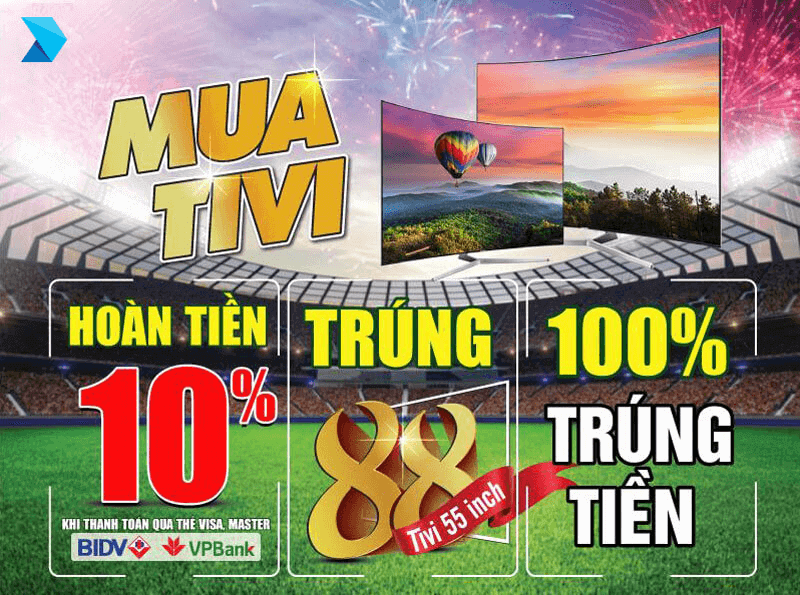 MUA
TIVI
HOÀN TIỀN
10%
KHI THANH TOÁN QUA THẺ VISA, MASTER
BIDV VPBank
TRÚNG
88
Tivi 55 inch
100%
TRÚNG
TIỀN